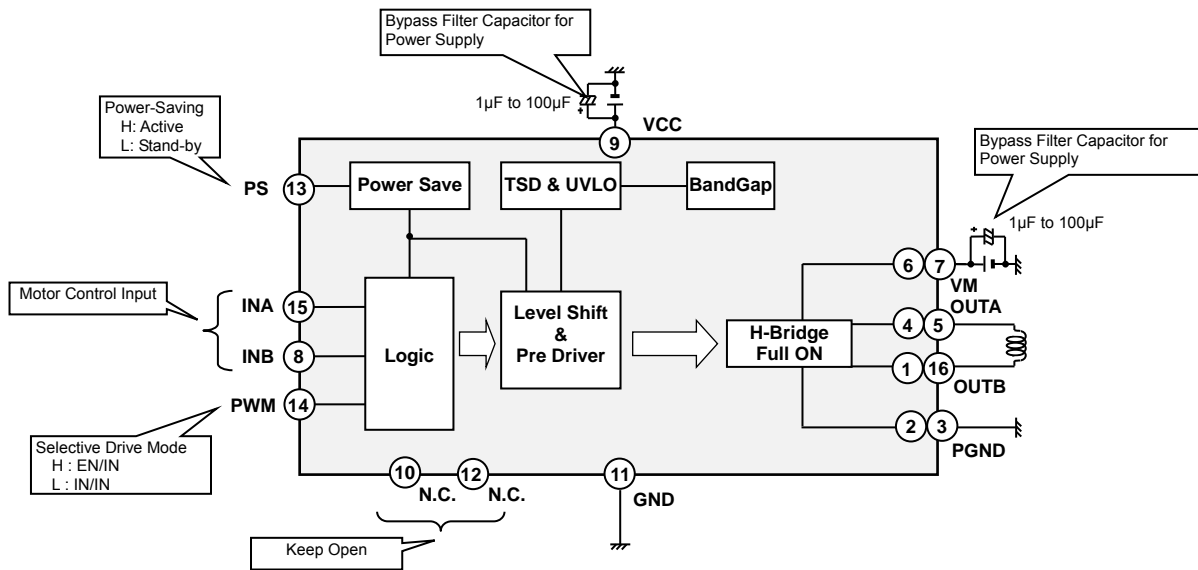 Bypass Filter Capacitor for
Power Supply
1µF to 100µF
+
VCC
9
Power-Saving
H: Active
L: Stand-by
Bypass Filter Capacitor for
Power Supply
PS
13
Power Save
TSD & UVLO
BandGap
+
1µF to 100µF
6
7
VM
Motor Control Input
INA
15
INB
8
PWM
14
Logic
Level Shift
&
Pre Driver
H-Bridge
Full ON
OUTA
4
5
1
16
OUTB
2
3
PGND
Selective Drive Mode
H : EN/IN
L : IN/IN
10
N.C.
12
N.C.
11
GND
Keep Open